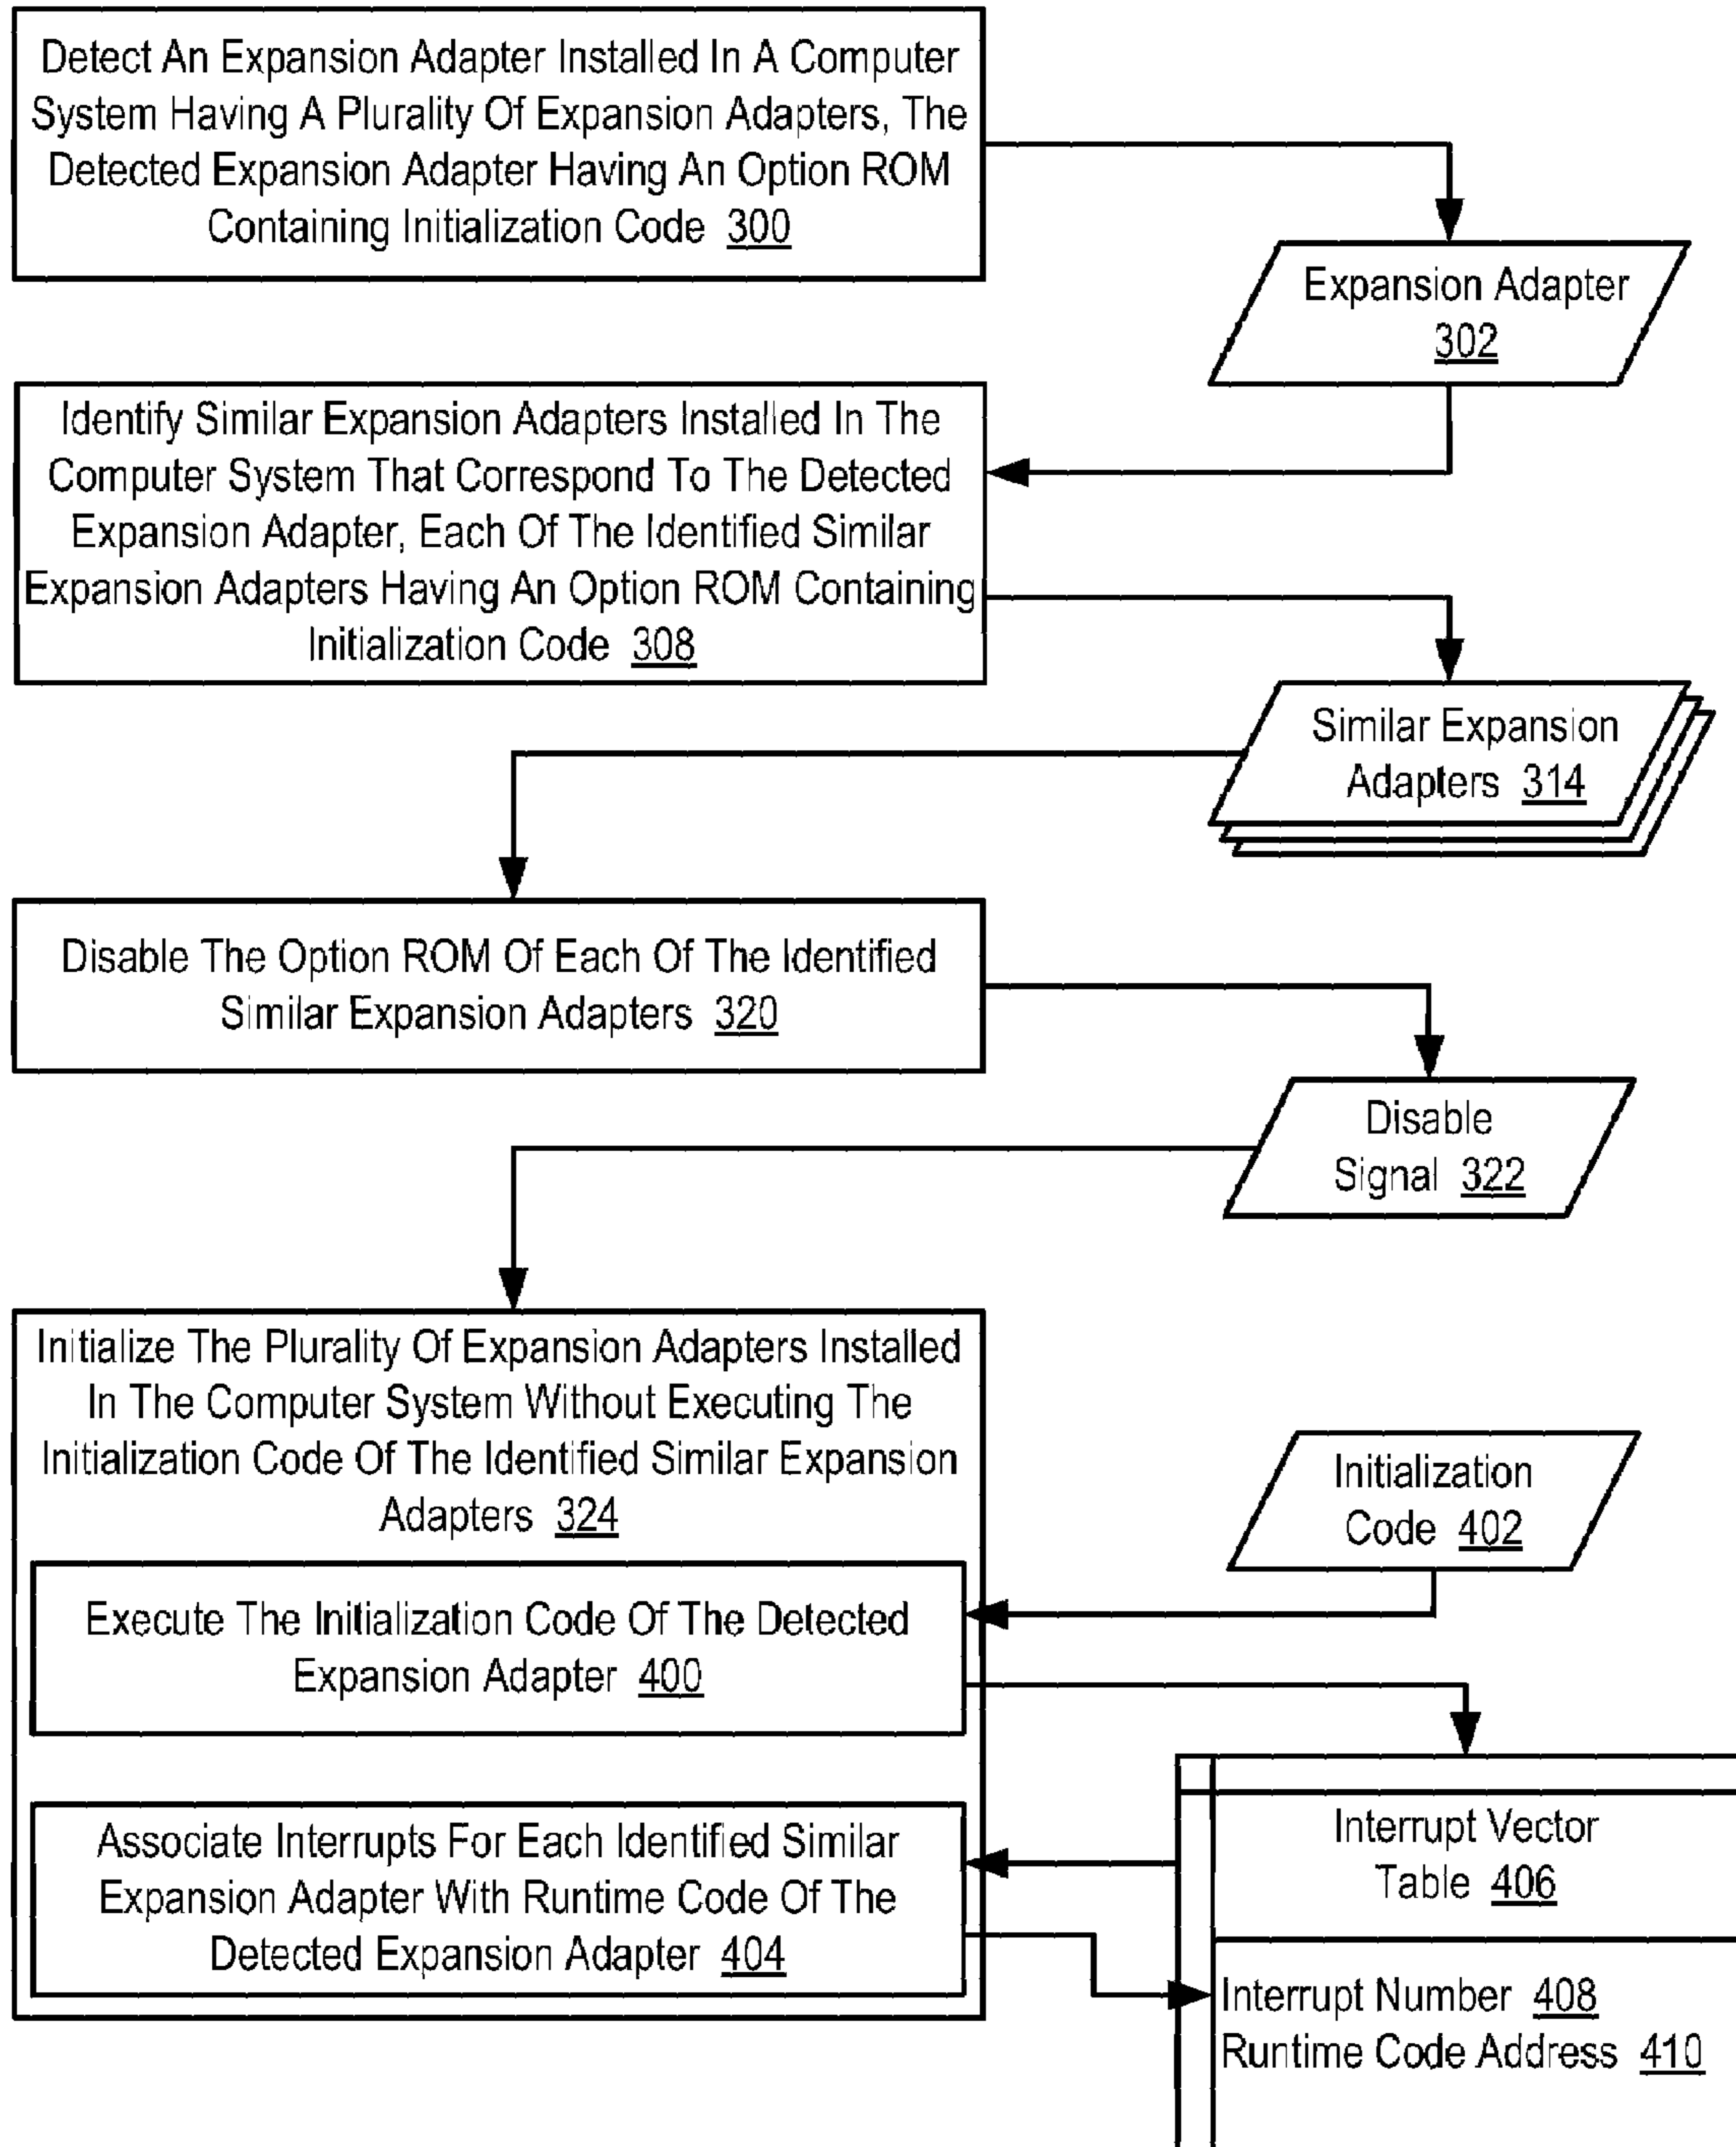 Detect An Expansion Adapter Installed In A Computer
System Having A Plurality Of Expansion Adapters, The
Detected Expansion Adapter Having An Option ROM
Containing Initialization Code 300
Expansion Adapter
302
Identify Similar Expansion Adapters Installed In The
Computer System That Correspond To The Detected
Expansion Adapter, Each Of The Identified Similar
Expansion Adapters Having An Option ROM Containing
Initialization Code 308
Similar Expansion
Adapters 314
Disable The Option ROM Of Each Of The Identified
Similar Expansion Adapters 320
Disable
Signal 322
Initialize The Plurality Of Expansion Adapters Installed
In The Computer System Without Executing The
Initialization Code Of The Identified Similar Expansion
Adapters 324
Initialization
Code 402
Execute The Initialization Code Of The Detected
Expansion Adapter 400
Associate Interrupts For Each Identified Similar
Expansion Adapter With Runtime Code Of The
Detected Expansion Adapter 404
Interrupt Vector
Table 406
Interrupt Number 408
Runtime Code Address 410